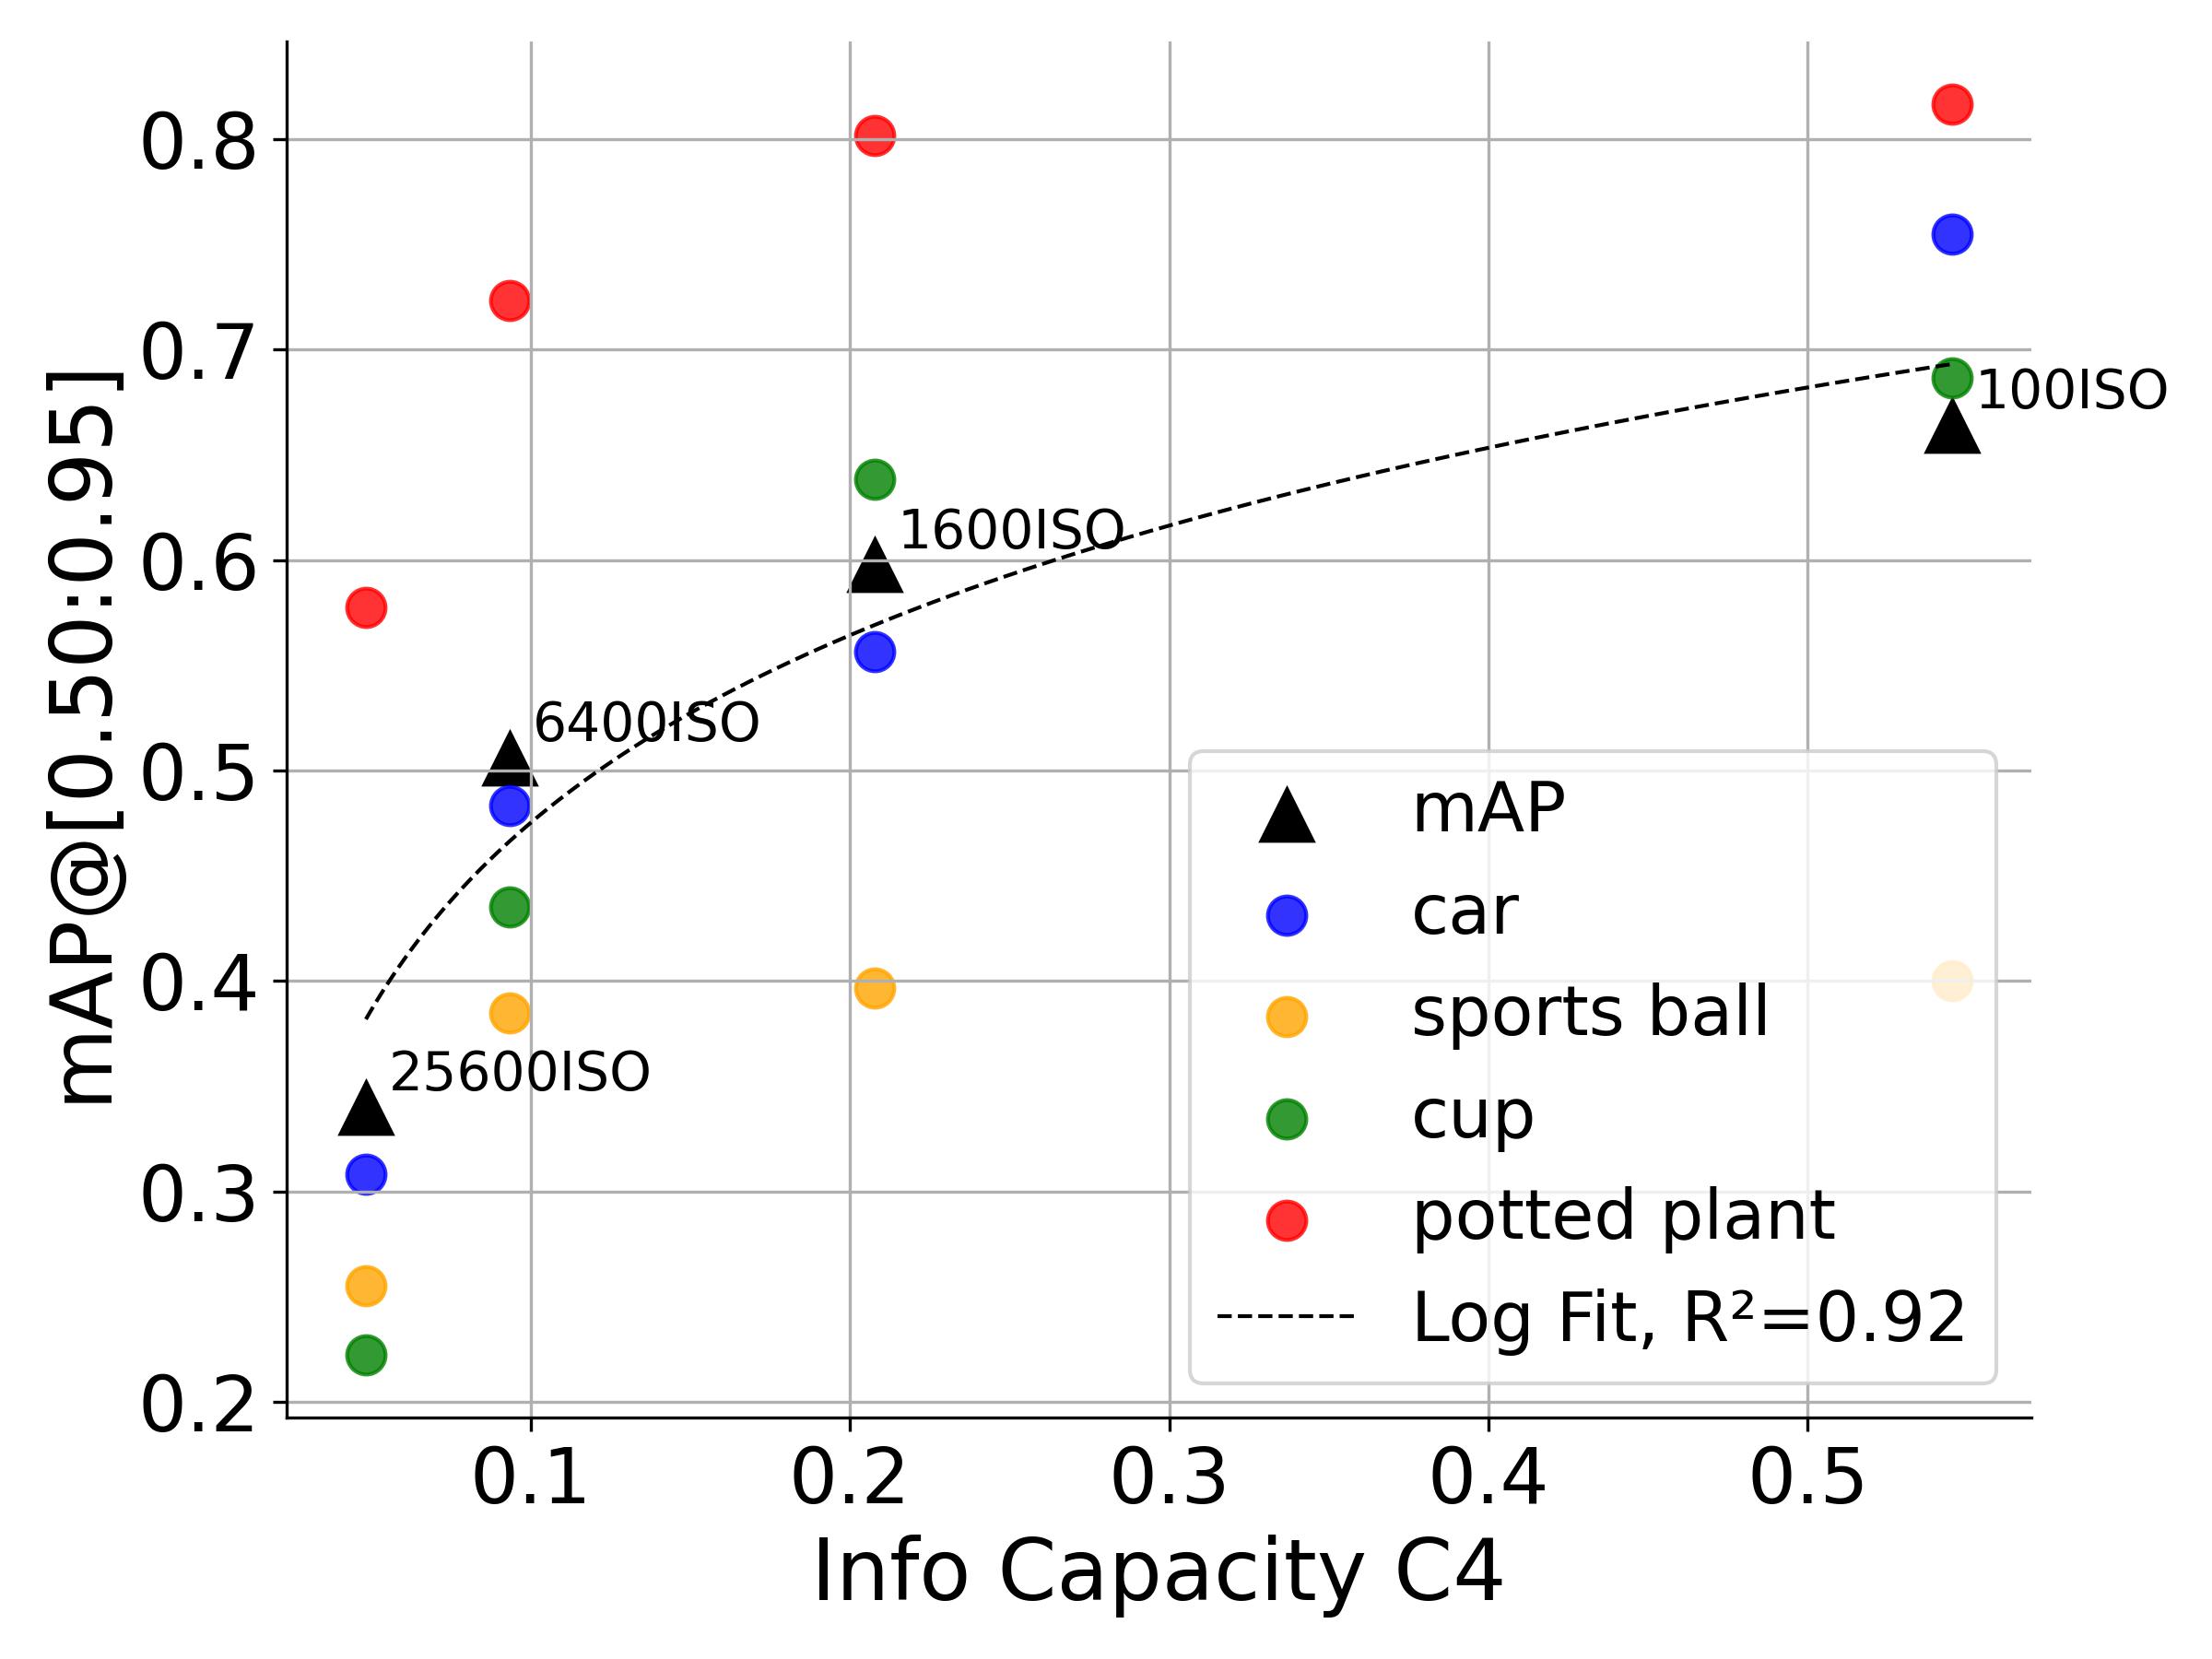 mAP@[0.50:0.95]
0.8
0.7
0.6
0.5
0.4
0.3
0.2
100ISO
1600ISO
6400ISO
25600ISO
mAP
car
sports ball
cup
potted plant
Log Fit, R²=0.92
0.1
0.2
0.3
0.4
0.5
Info Capacity C4